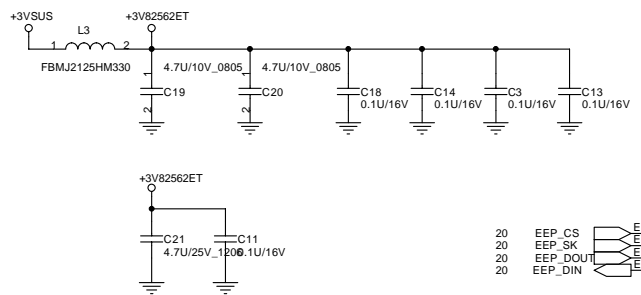 +3VSUS
+3V82562ET
L3
1 2
FBMJ2125HM330
4.7U/10V_0805 4.7U/10V_0805
1 1
C19 C20 C18 C14 C3 C13
0.1U/16V 0.1U/16V 0.1U/16V 0.1U/16V
2 2
+3V82562ET
C21 C11
4.7U/25V_1206 0.1U/16V
20 EEP_CS E
20 EEP_SK E
20 EEP_DOUT E
20 EEP_DIN E